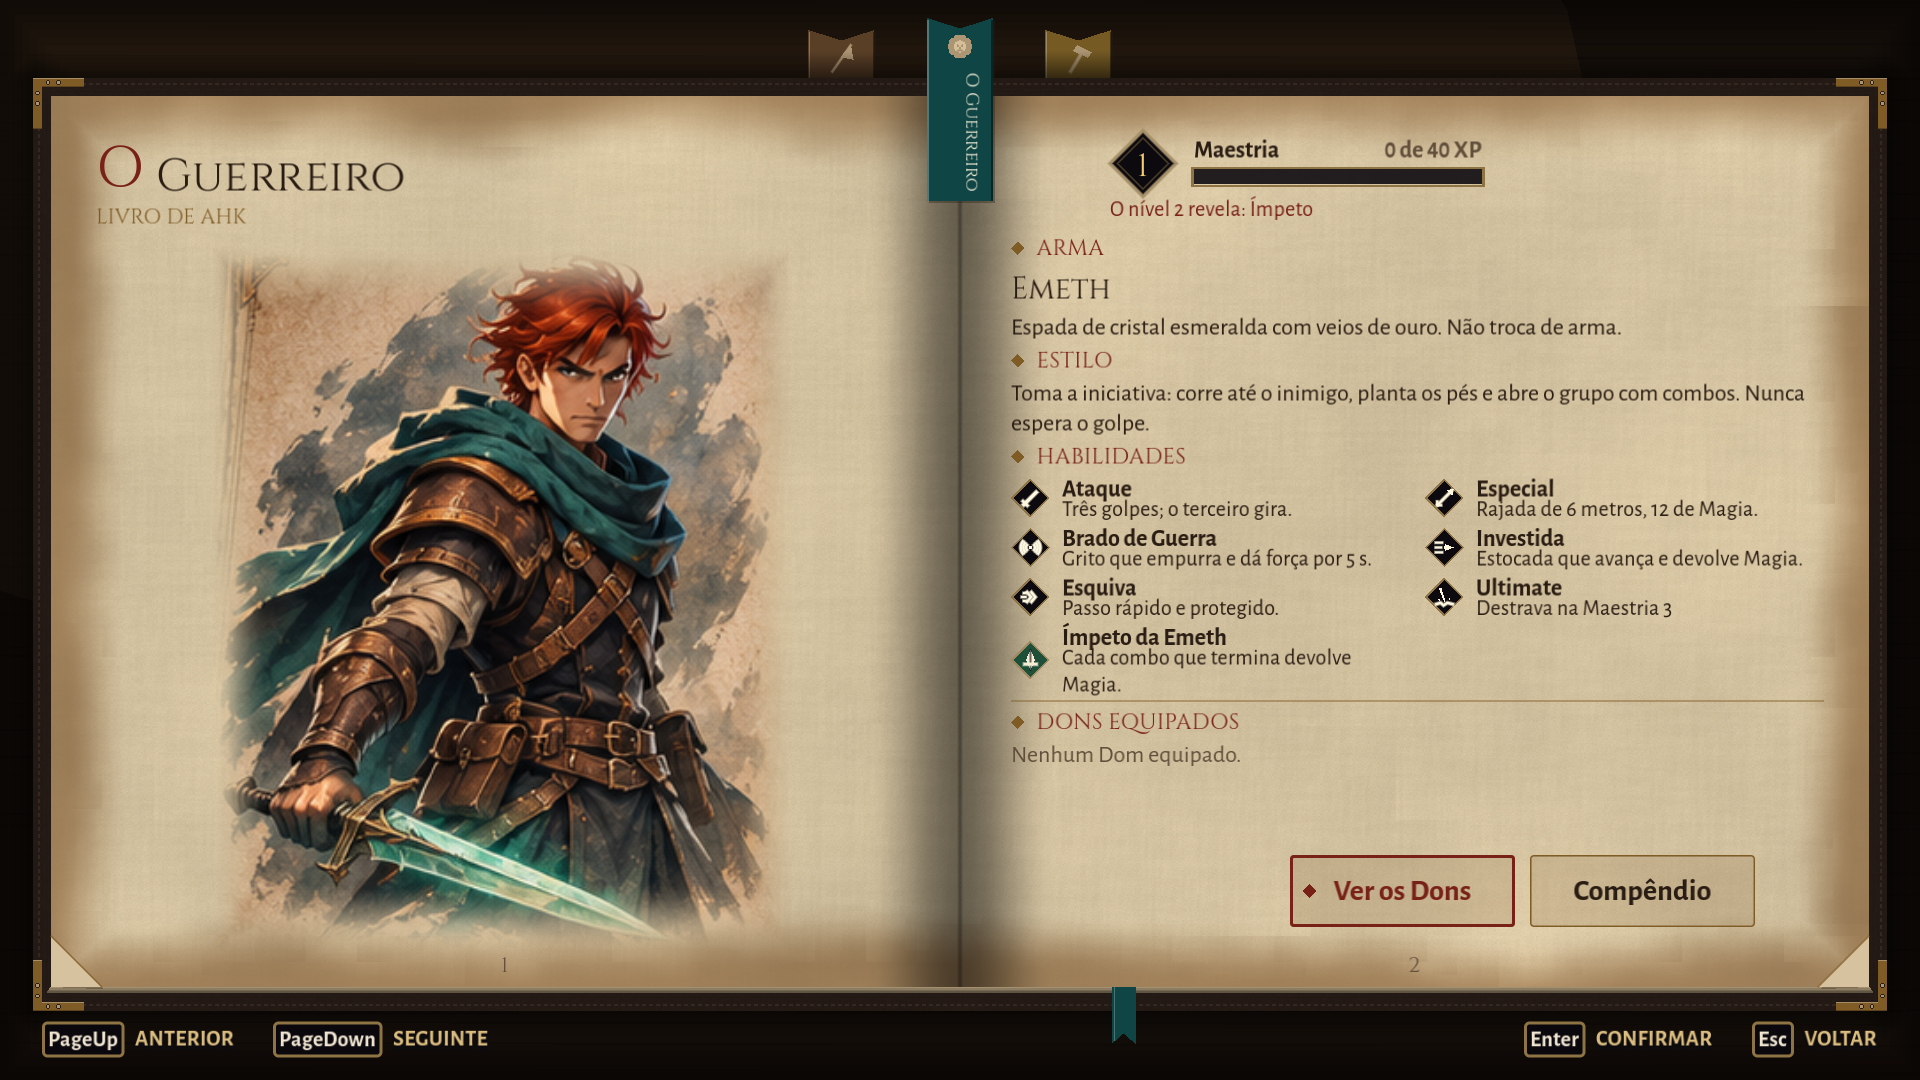 O Guerreiro
O Guerreiro
LIVRO DE AHK
1
Maestria
0 de 40 XP
O nível 2 revela: Ímpeto
ARMA
Emeth
Espada de cristal esmeralda com veios de ouro. Não troca de arma.
ESTILO
Toma a iniciativa: corre até o inimigo, planta os pés e abre o grupo com combos. Nunca
espera o golpe.
HABILIDADES
Ataque
Três golpes; o terceiro gira.
Especial
Rajada de 6 metros, 12 de Magia.
Brado de Guerra
Grito que empurra e dá força por 5 s.
Investida
Estocada que avança e devolve Magia.
Esquiva
Passo rápido e protegido.
Ultimate
Destrava na Maestria 3
Ímpeto da Emeth
Cada combo que termina devolve
Magia.
DONS EQUIPADOS
Nenhum Dom equipado.
Ver os Dons
Compêndio
1
2
PageUp ANTERIOR
PageDown SEGUINTE
Enter CONFIRMAR
Esc VOLTAR